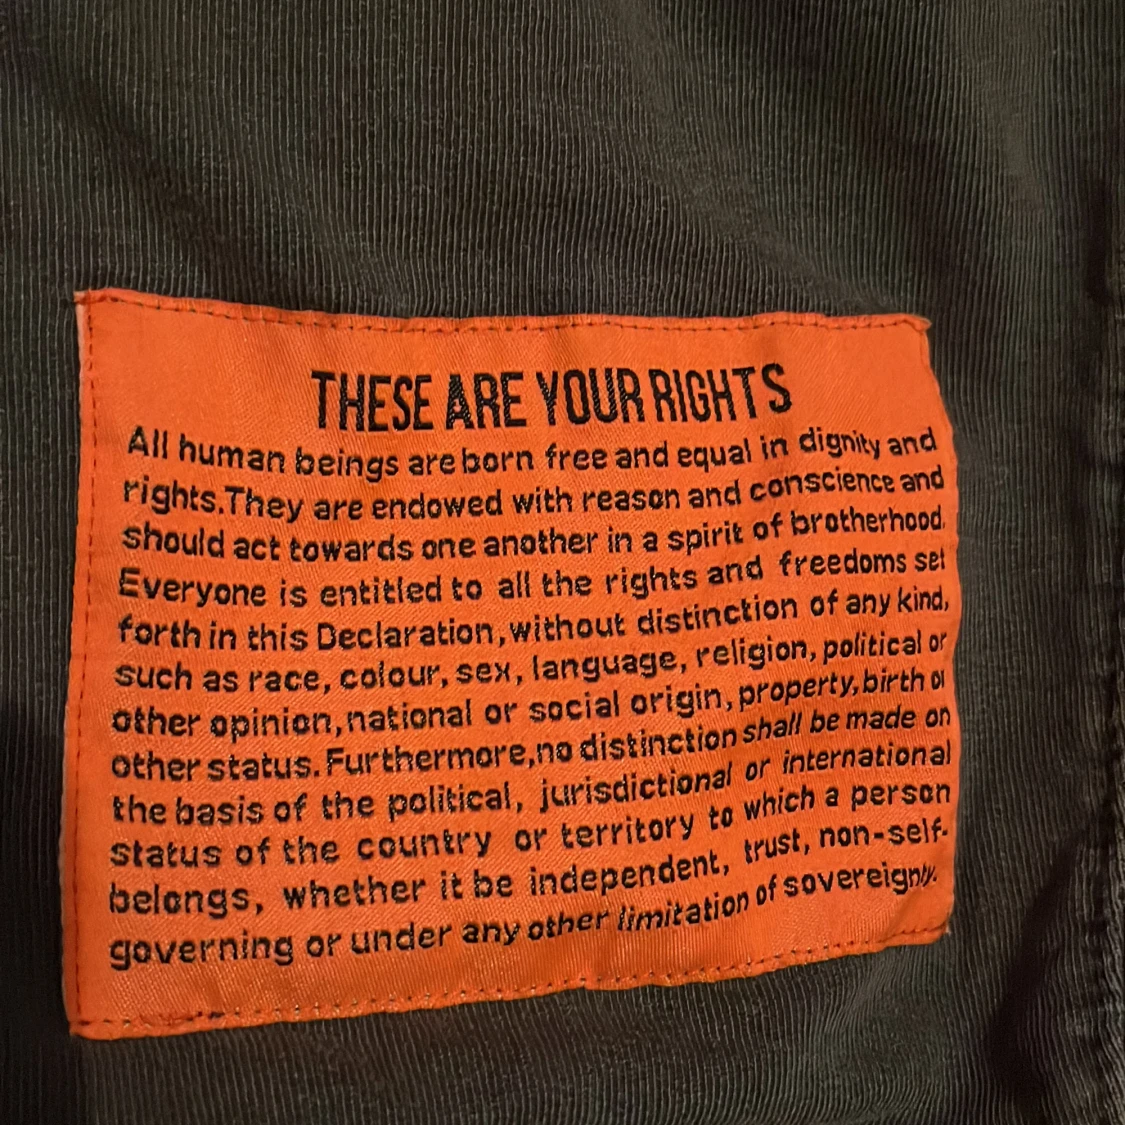 THESE ARE YOUR RIGHTS
All human beings are born free and equal in dignity and
rights.They are endowed with reason and conscience and
should act towards one another in a spirit of brotherhood.
Everyone is entitled to all the rights and freedoms set
forth in this Declaration,without distinction of any kind,
such as race, colour, sex, language, religion, political or
other opinion,national or social origin, property,birth or
other status. Furthermore,no distinction shall be made on
the basis of the political, jurisdictional or international
status of the country or territory to which a person
belongs, whether it be independent, trust, non-self-
governing or under any other limitation of sovereignty.